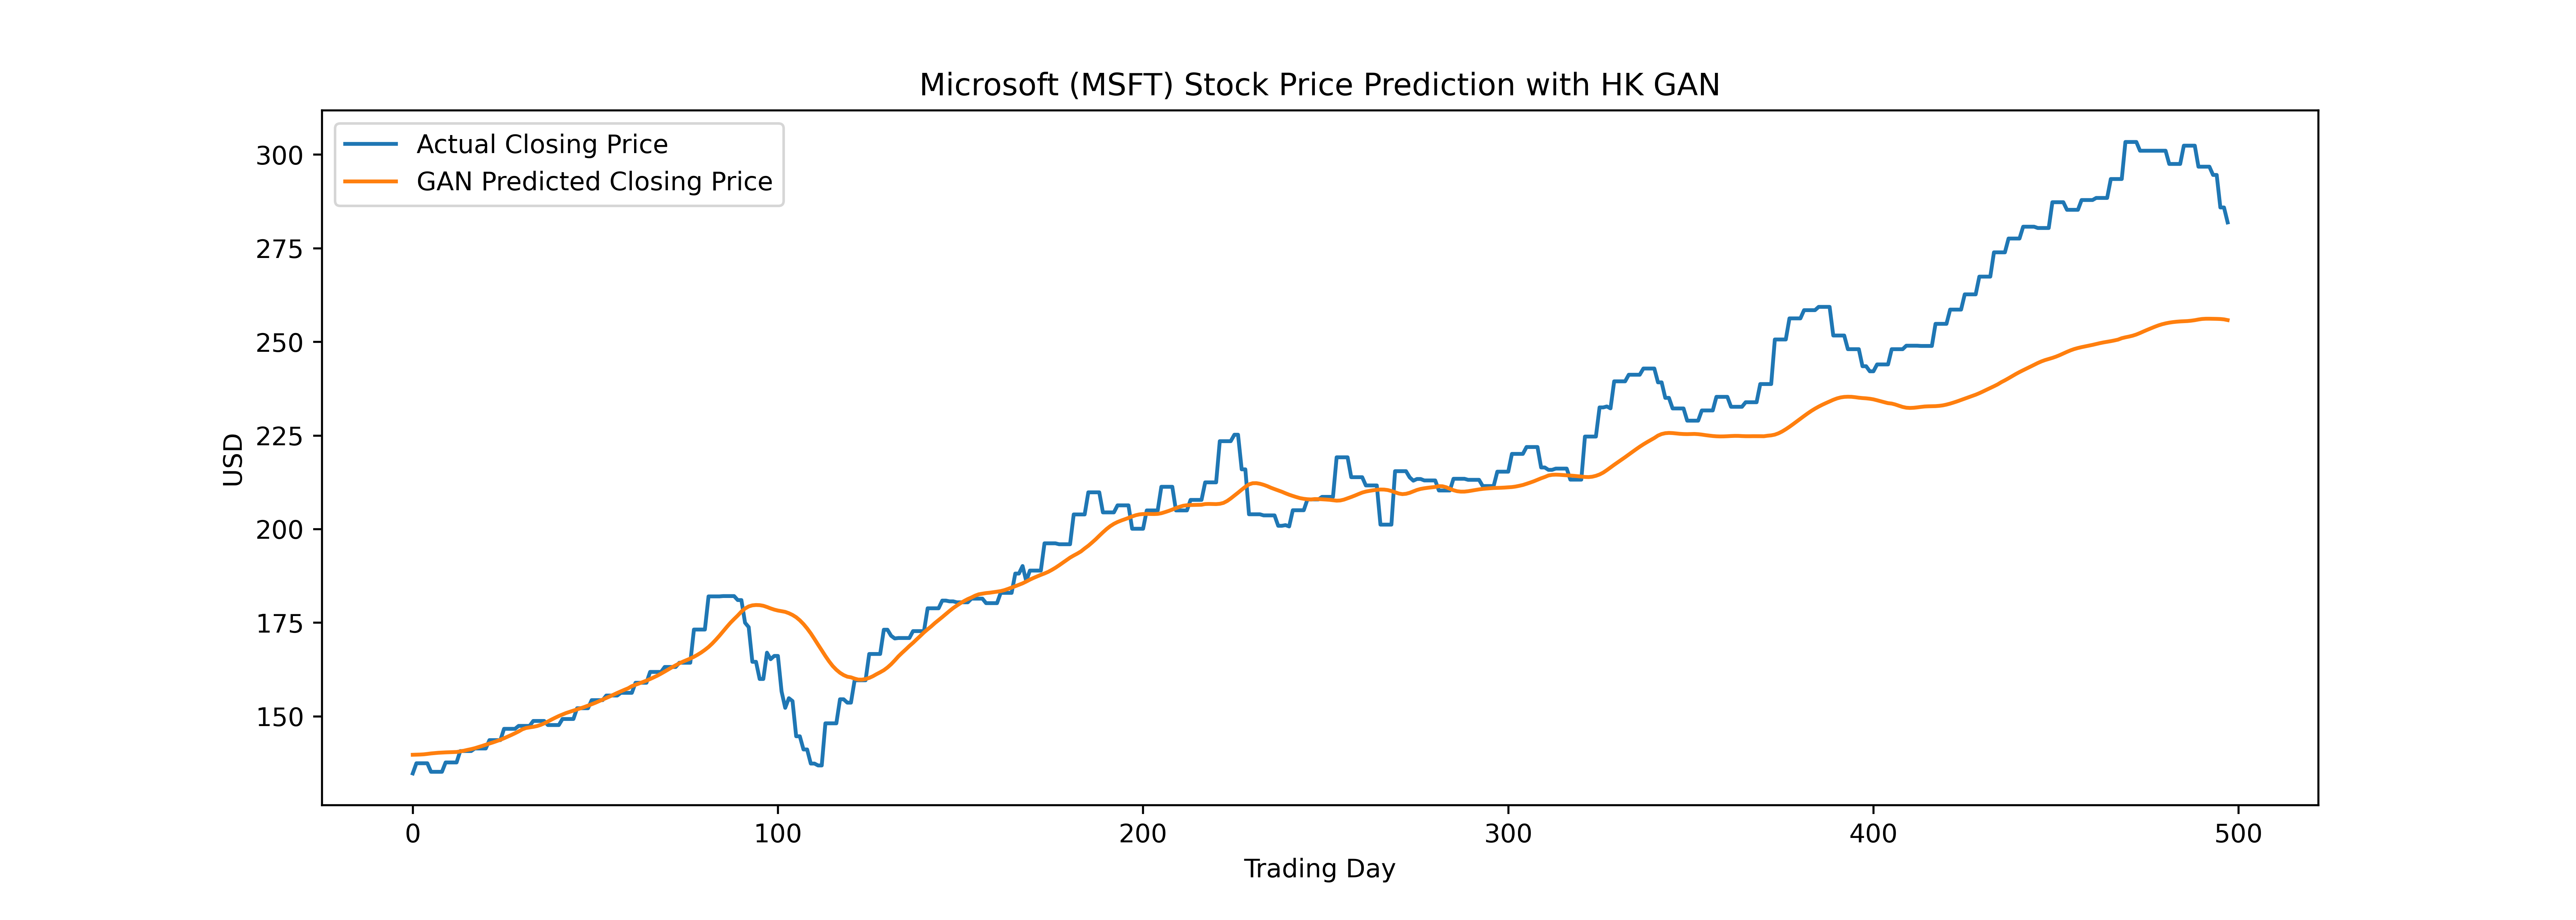 Microsoft (MSFT) Stock Price Prediction with HK GAN
Actual Closing Price
GAN Predicted Closing Price
USD
300
275
250
225
200
175
150
0 100 200 300 400 500
Trading Day